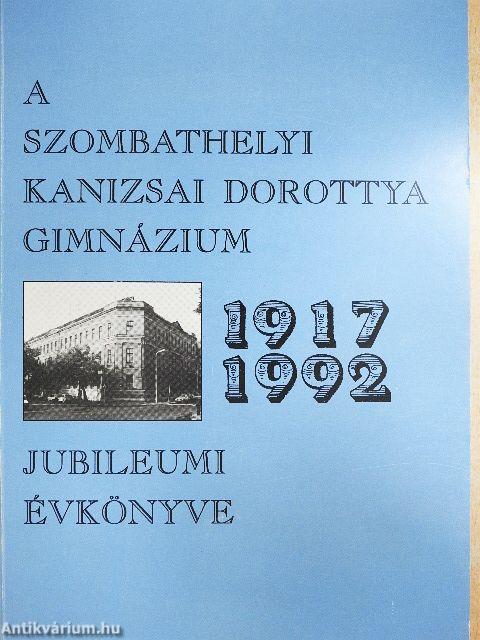 A
SZOMBATHELYI
KANIZSAI DOROTTYA
GIMNÁZIUM
1917
1992
JUBILEUMI
ÉVKÖNYVE
Antikvárium.hu